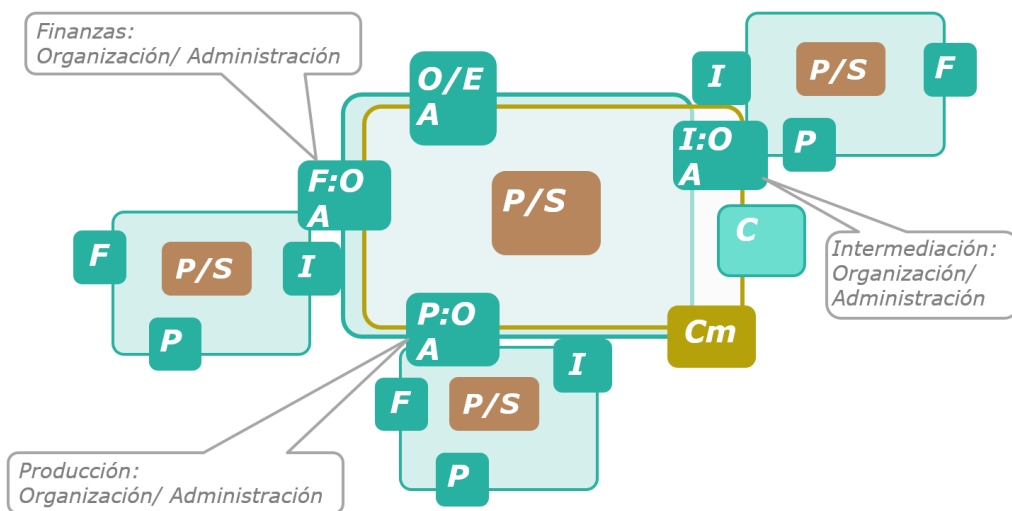 Finanzas:
Organización/ Administración
O/E
A
I
P/S
F
P
I:O
A
F:O
A
P/S
C
Intermediación:
Organización/
Administración
F
P/S
I
P
P:O
A
Cm
I
F
P/S
P
Producción:
Organización/ Administración